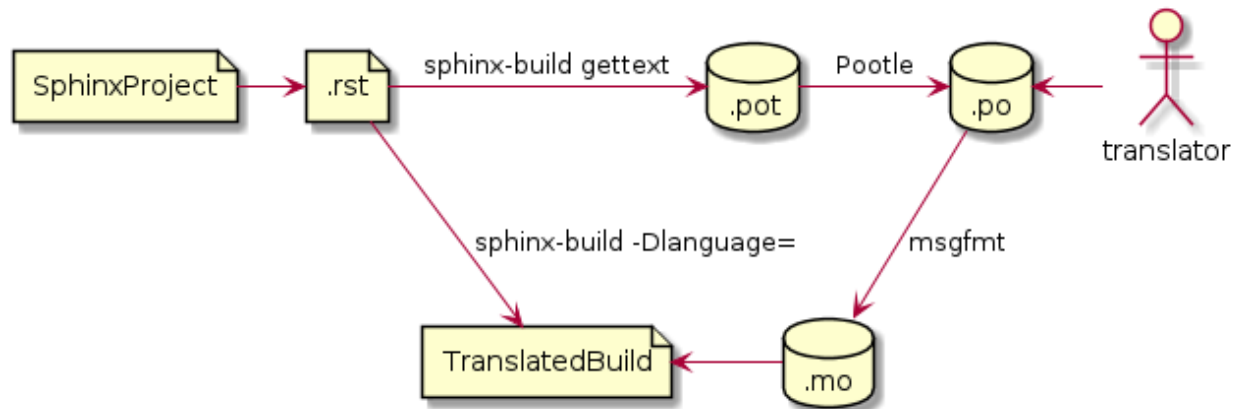 SphinxProject
.rst
sphinx-build gettext
.pot
Pootle
.po
translator
sphinx-build -Dlanguage=
msgfmt
TranslatedBuild
.mo